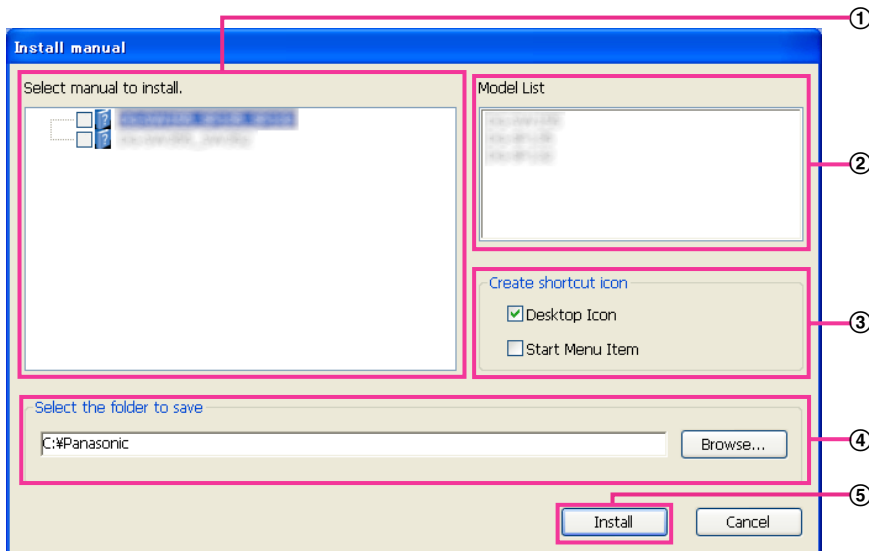 ①
Install manual
Select manual to install.
Model List
②
Create shortcut icon
Desktop Icon
③
Start Menu Item
Select the folder to save
C:¥Panasonic
Browse...
④
⑤
Install
Cancel